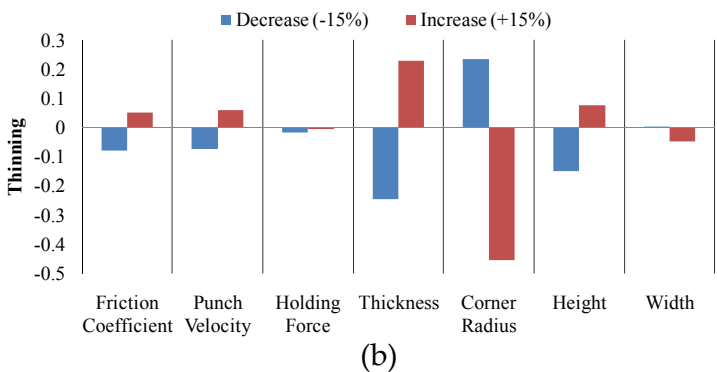 Decrease (-15%) Increase (+15%)
0.3
0.2
0.1
0
-0.1
-0.2
-0.3
-0.4
-0.5
Thinning
Friction Coefficient
Punch Velocity
Holding Force
Thickness
Corner Radius
Height
Width
(b)